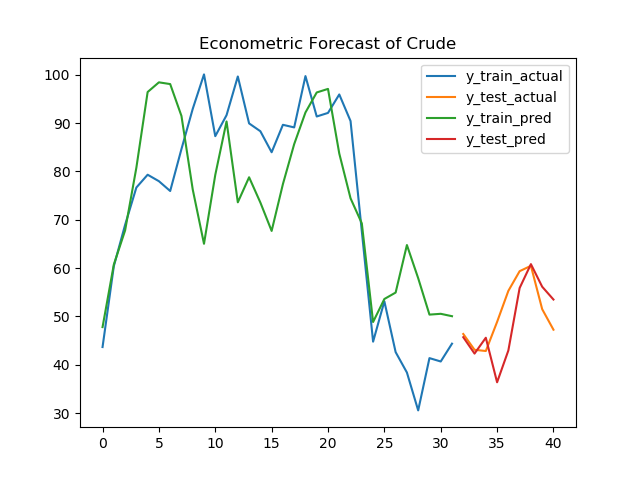 Econometric Forecast of Crude
y_train_actual
y_test_actual
y_train_pred
y_test_pred
100
90
80
70
60
50
40
30
0 5 10 15 20 25 30 35 40